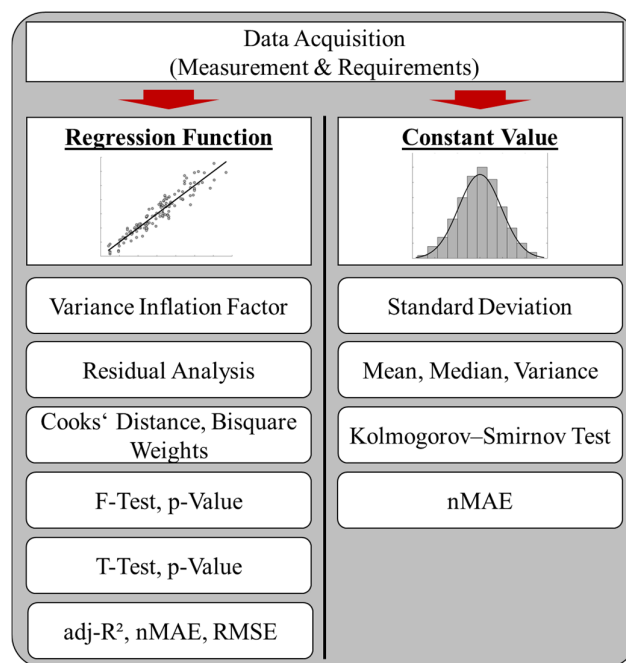 Data Acquisition
(Measurement & Requirements)
Regression Function
Variance Inflation Factor
Residual Analysis
Cooks‘ Distance, Bisquare
Weights
F-Test, p-Value
T-Test, p-Value
adj-R², nMAE, RMSE
Constant Value
Standard Deviation
Mean, Median, Variance
Kolmogorov–Smirnov Test
nMAE